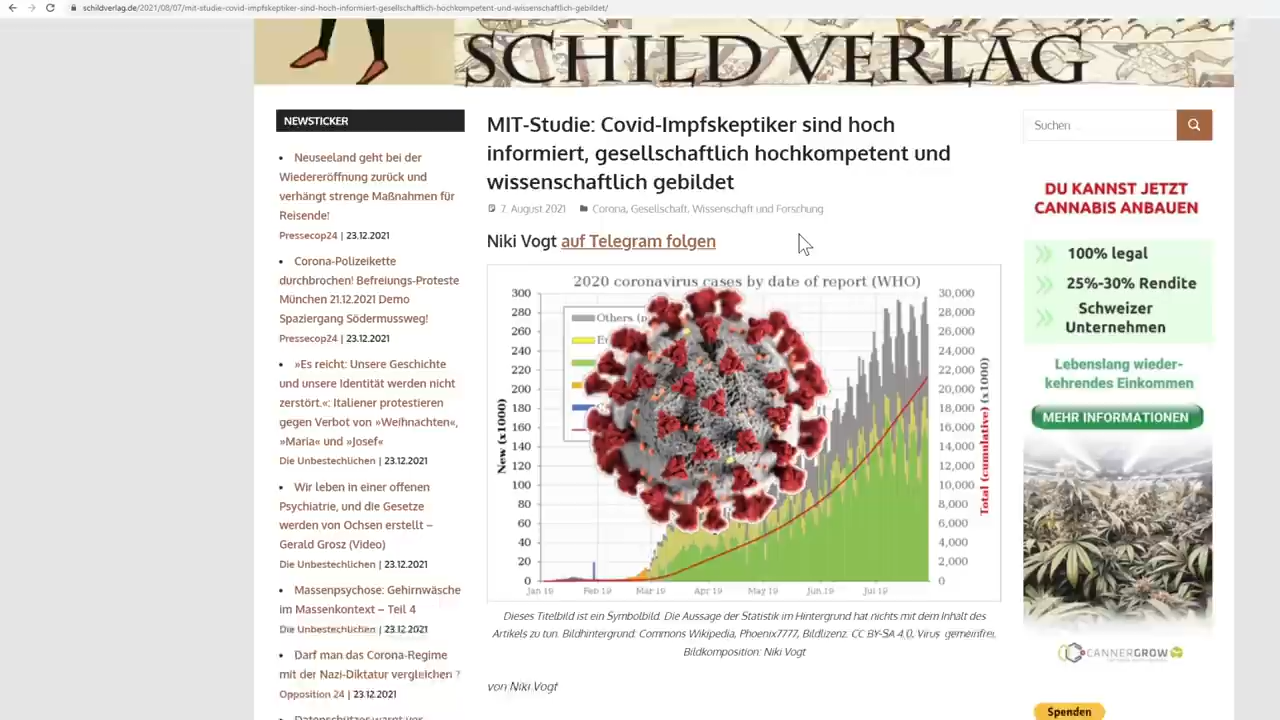 schildverlag.de/2021/08/07/mit-studie-covid-impfskeptiker-sind-hoch-informiert-gesellschaftlich-hochkompetent-und-wissenschaftlich-gebildet/
SCHILD VERLAG
NEWSTICKER
Neuseeland geht bei der
Wiedereröffnung zurück und
verhängt strenge Maßnahmen für
Reisende!
Pressecop24 | 23.12.2021
Corona-Polizeikette
durchbrochen! Befreiungs-Proteste
München 21.12.2021 Demo
Spaziergang Södermussweg!
Pressecop24 | 23.12.2021
»Es reicht: Unsere Geschichte
und unsere Identität werden nicht
zerstört.«: Italiener protestieren
gegen Verbot von »Weihnachten«,
»Maria« und »Josef«
Die Unbestechlichen | 23.12.2021
Wir leben in einer offenen
Psychiatrie, und die Gesetze
werden von Ochsen erstellt –
Gerald Grosz (Video)
Die Unbestechlichen | 23.12.2021
Massenpsychose: Gehirnwäsche
im Massenkontext – Teil 4
Die Unbestechlichen | 23.12.2021
Darf man das Corona-Regime
mit der Nazi-Diktatur vergleichen ?
Opposition 24 | 23.12.2021
Datenschützer warnt vor
MIT-Studie: Covid-Impfskeptiker sind hoch
informiert, gesellschaftlich hochkompetent und
wissenschaftlich gebildet
7. August 2021 Corona, Gesellschaft, Wissenschaft und Forschung
Niki Vogt auf Telegram folgen
2020 coronavirus cases by date of report (WHO)
300 30,000
280 28,000
260 26,000
240 24,000
220 22,000
200 20,000
180 18,000
160 16,000
140 14,000
120 12,000
100 10,000
80 8,000
60 6,000
40 4,000
20 2,000
0 0
New (x1000)
Total (cumulative) (x1000)
Others
Jan 19 Feb 19 Mar 19 Apr 19 May 19 Jun 19 Jul 19
Dieses Titelbild ist ein Symbolbild. Die Aussage der Statistik im Hintergrund hat nichts mit dem Inhalt des
Artikels zu tun. Bildhintergrund: Commons Wikipedia, Phoenix7777, Bildlizenz: CC BY-SA 4.0, Virus gemeinfrei,
Bildkomposition: Niki Vogt
von Niki Vogt
Suchen …
DU KANNST JETZT
CANNABIS ANBAUEN
100% legal
25%-30% Rendite
Schweizer
Unternehmen
Lebenslang wieder-
kehrendes Einkommen
MEHR INFORMATIONEN
CANNERGROW
Spenden